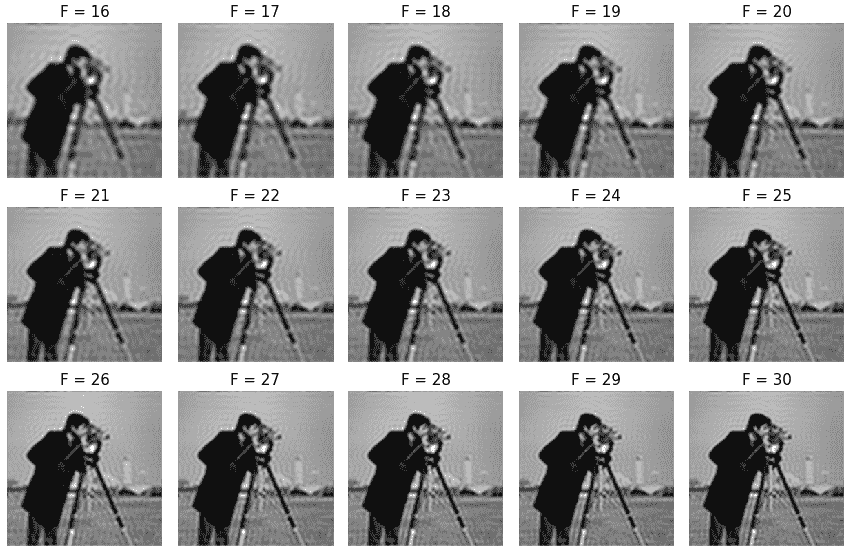 F = 16 F = 17 F = 18 F = 19 F = 20
F = 21 F = 22 F = 23 F = 24 F = 25
F = 26 F = 27 F = 28 F = 29 F = 30